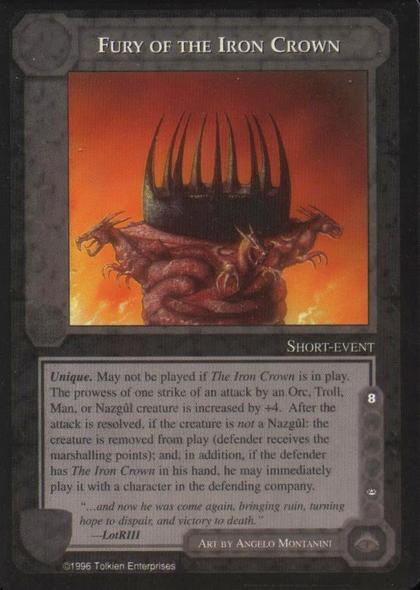 FURY OF THE IRON CROWN
SHORT-EVENT
Unique. May not be played if The Iron Crown is in play.
The prowess of one strike of an attack by an Orc, Troll,
Man, or Nazgûl creature is increased by +4. After the
attack is resolved, if the creature is not a Nazgûl: the
creature is removed from play (defender receives the
marshalling points); and, in addition, if the defender
has The Iron Crown in his hand, he may immediately
play it with a character in the defending company.
8
"...and now he was come again, bringing ruin, turning
hope to dispair, and victory to death."
—LotRIII
ART BY ANGELO MONTANINI
©1996 Tolkien Enterprises